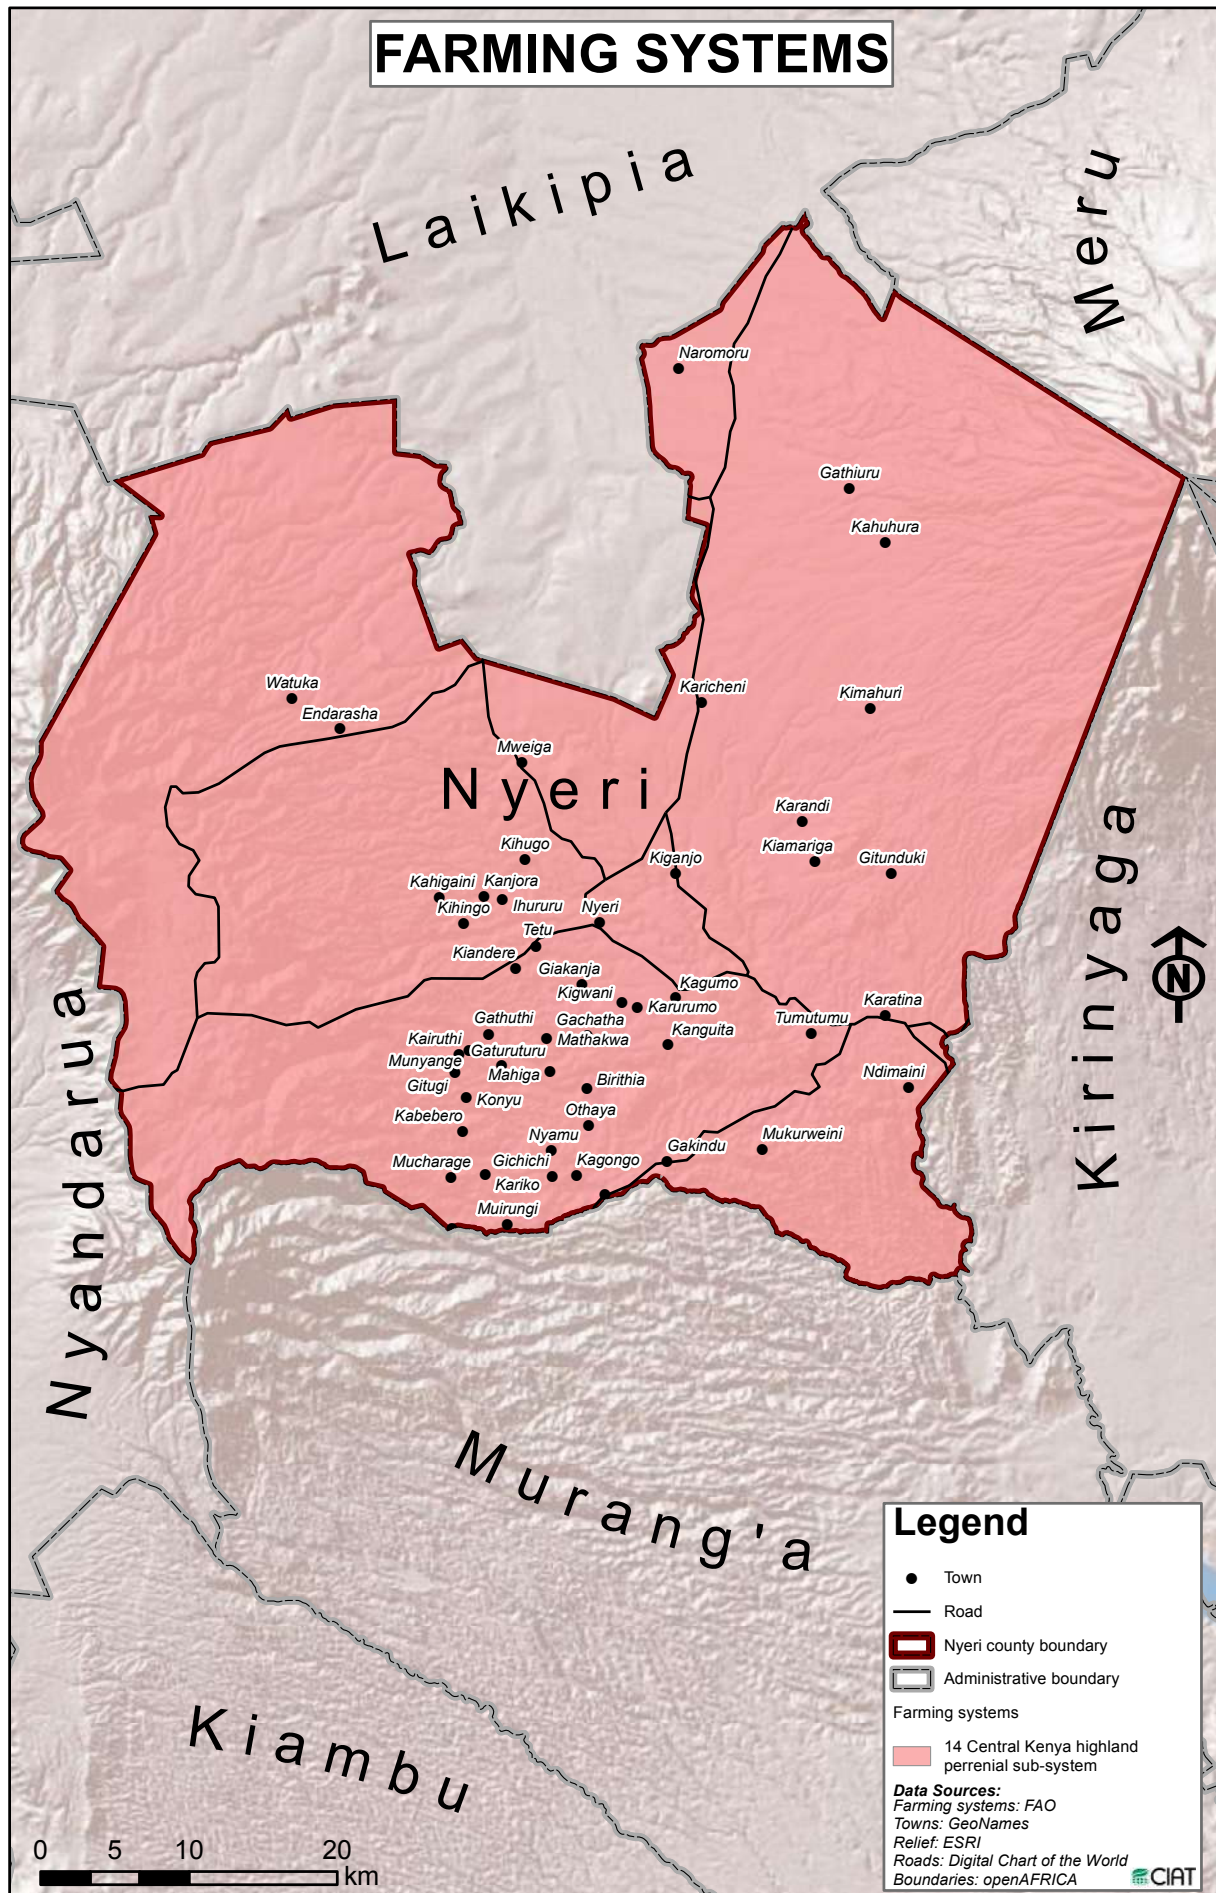 FARMING SYSTEMS
Laikipia
Meru
Naromoru
Gathiuru
Kahuhura
Watuka
Endarasha
Karicheni
Kimahuri
Mweiga
Nyeri
Karandi
Kihugo
Kiganjo
Kiamariga
Gitunduki
Kahigaini
Kanjora
Kihingo
Ihururu
Nyeri
Tetu
Kiandere
Giakanja
Kigwani
Kagumo
Karurumo
Karatina
Gathuthi
Gachatha
Tumutumu
Kairuthi
Mathakwa
Kanguita
Munyange
Gaturuturu
Mahiga
Ndimaini
Gitugi
Birithia
Konyu
Kabebero
Othaya
Nyamu
Mukurweini
Mucharage
Gichichi
Kagongo
Gakindu
Kariko
Muirungi
Kirinyaga
N
Nyandarua
Murang'a
Kiambu
Legend
Town
Road
Nyeri county boundary
Administrative boundary
Farming systems
14 Central Kenya highland
perrenial sub-system
Data Sources:
Farming systems: FAO
Towns: GeoNames
Relief: ESRI
Roads: Digital Chart of the World
Boundaries: openAFRICA
CIAT
0 5 10 20
km